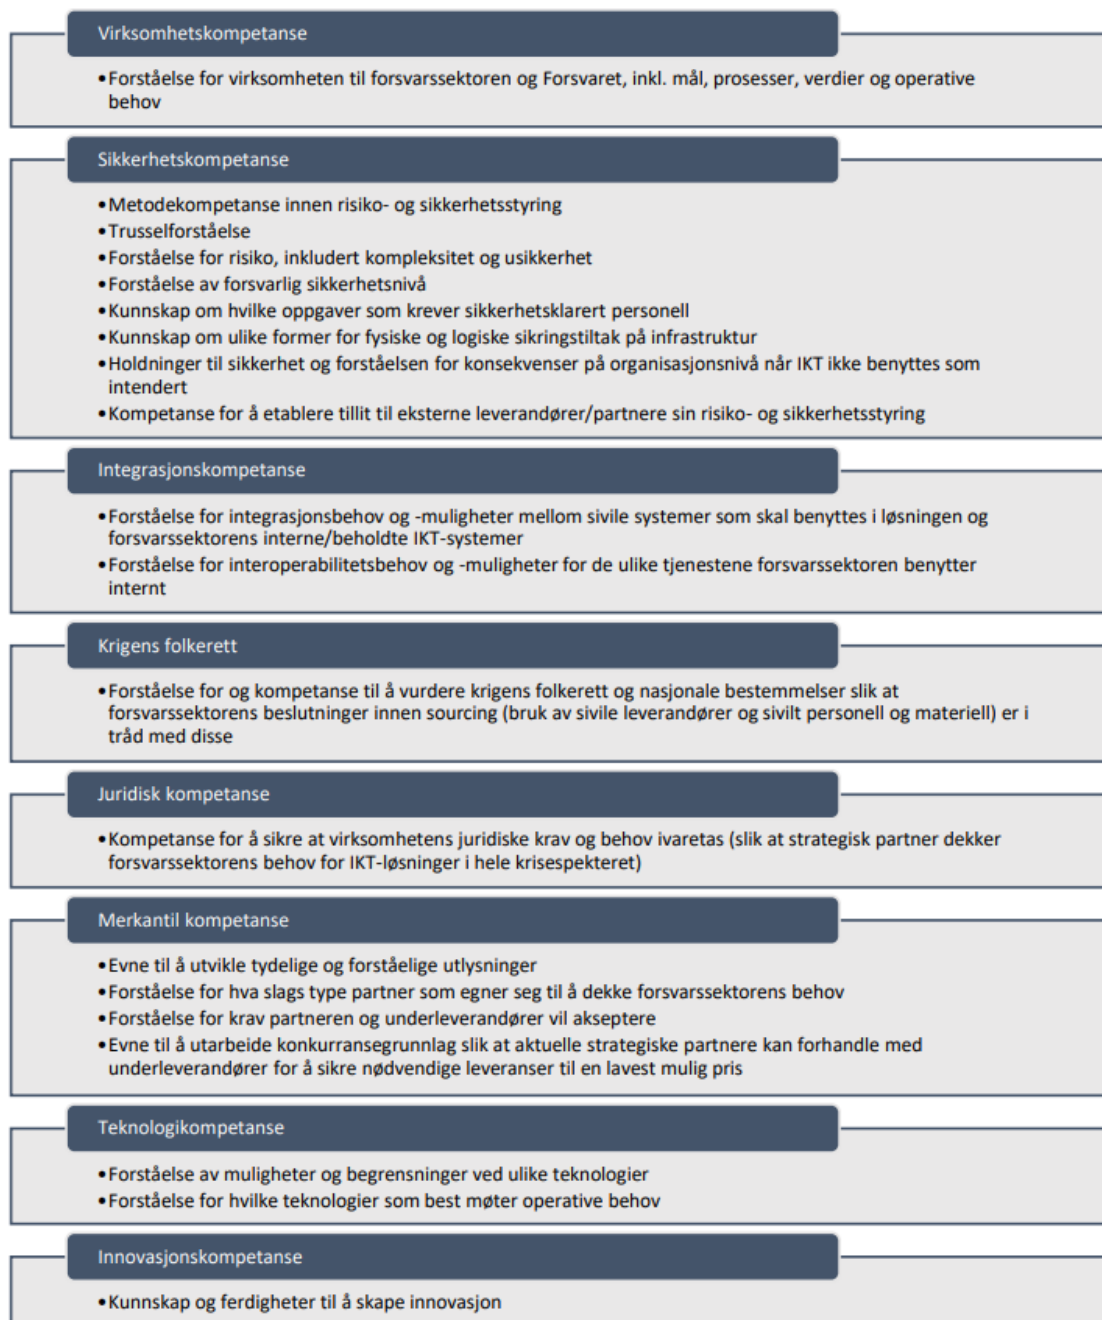 Virksomhetskompetanse
•Forståelse for virksomheten til forsvarssektoren og Forsvaret, inkl. mål, prosesser, verdier og operative
behov
Sikkerhetskompetanse
•Metodekompetanse innen risiko- og sikkerhetsstyring
•Trusselforståelse
•Forståelse for risiko, inkludert kompleksitet og usikkerhet
•Forståelse av forsvarlig sikkerhetsnivå
•Kunnskap om hvilke oppgaver som krever sikkerhetsklarert personell
•Kunnskap om ulike former for fysiske og logiske sikringstiltak på infrastruktur
•Holdninger til sikkerhet og forståelsen for konsekvenser på organisasjonsnivå når IKT ikke benyttes som
intendert
•Kompetanse for å etablere tillit til eksterne leverandører/partnere sin risiko- og sikkerhetsstyring
Integrasjonskompetanse
•Forståelse for integrasjonsbehov og -muligheter mellom sivile systemer som skal benyttes i løsningen og
forsvarssektorens interne/beholdte IKT-systemer
•Forståelse for interoperabilitetsbehov og -muligheter for de ulike tjenestene forsvarssektoren benytter
internt
Krigens folkerett
•Forståelse for og kompetanse til å vurdere krigens folkerett og nasjonale bestemmelser slik at
forsvarssektorens beslutninger innen sourcing (bruk av sivile leverandører og sivilt personell og materiell) er i
tråd med disse
Juridisk kompetanse
•Kompetanse for å sikre at virksomhetens juridiske krav og behov ivaretas (slik at strategisk partner dekker
forsvarssektorens behov for IKT-løsninger i hele krisespekteret)
Merkantil kompetanse
•Evne til å utvikle tydelige og forståelige utlysninger
•Forståelse for hva slags type partner som egner seg til å dekke forsvarssektorens behov
•Forståelse for krav partneren og underleverandører vil akseptere
•Evne til å utarbeide konkurransegrunnlag slik at aktuelle strategiske partnere kan forhandle med
underleverandører for å sikre nødvendige leveranser til en lavest mulig pris
Teknologikompetanse
•Forståelse av muligheter og begrensninger ved ulike teknologier
•Forståelse for hvilke teknologier som best møter operative behov
Innovasjonskompetanse
•Kunnskap og ferdigheter til å skape innovasjon